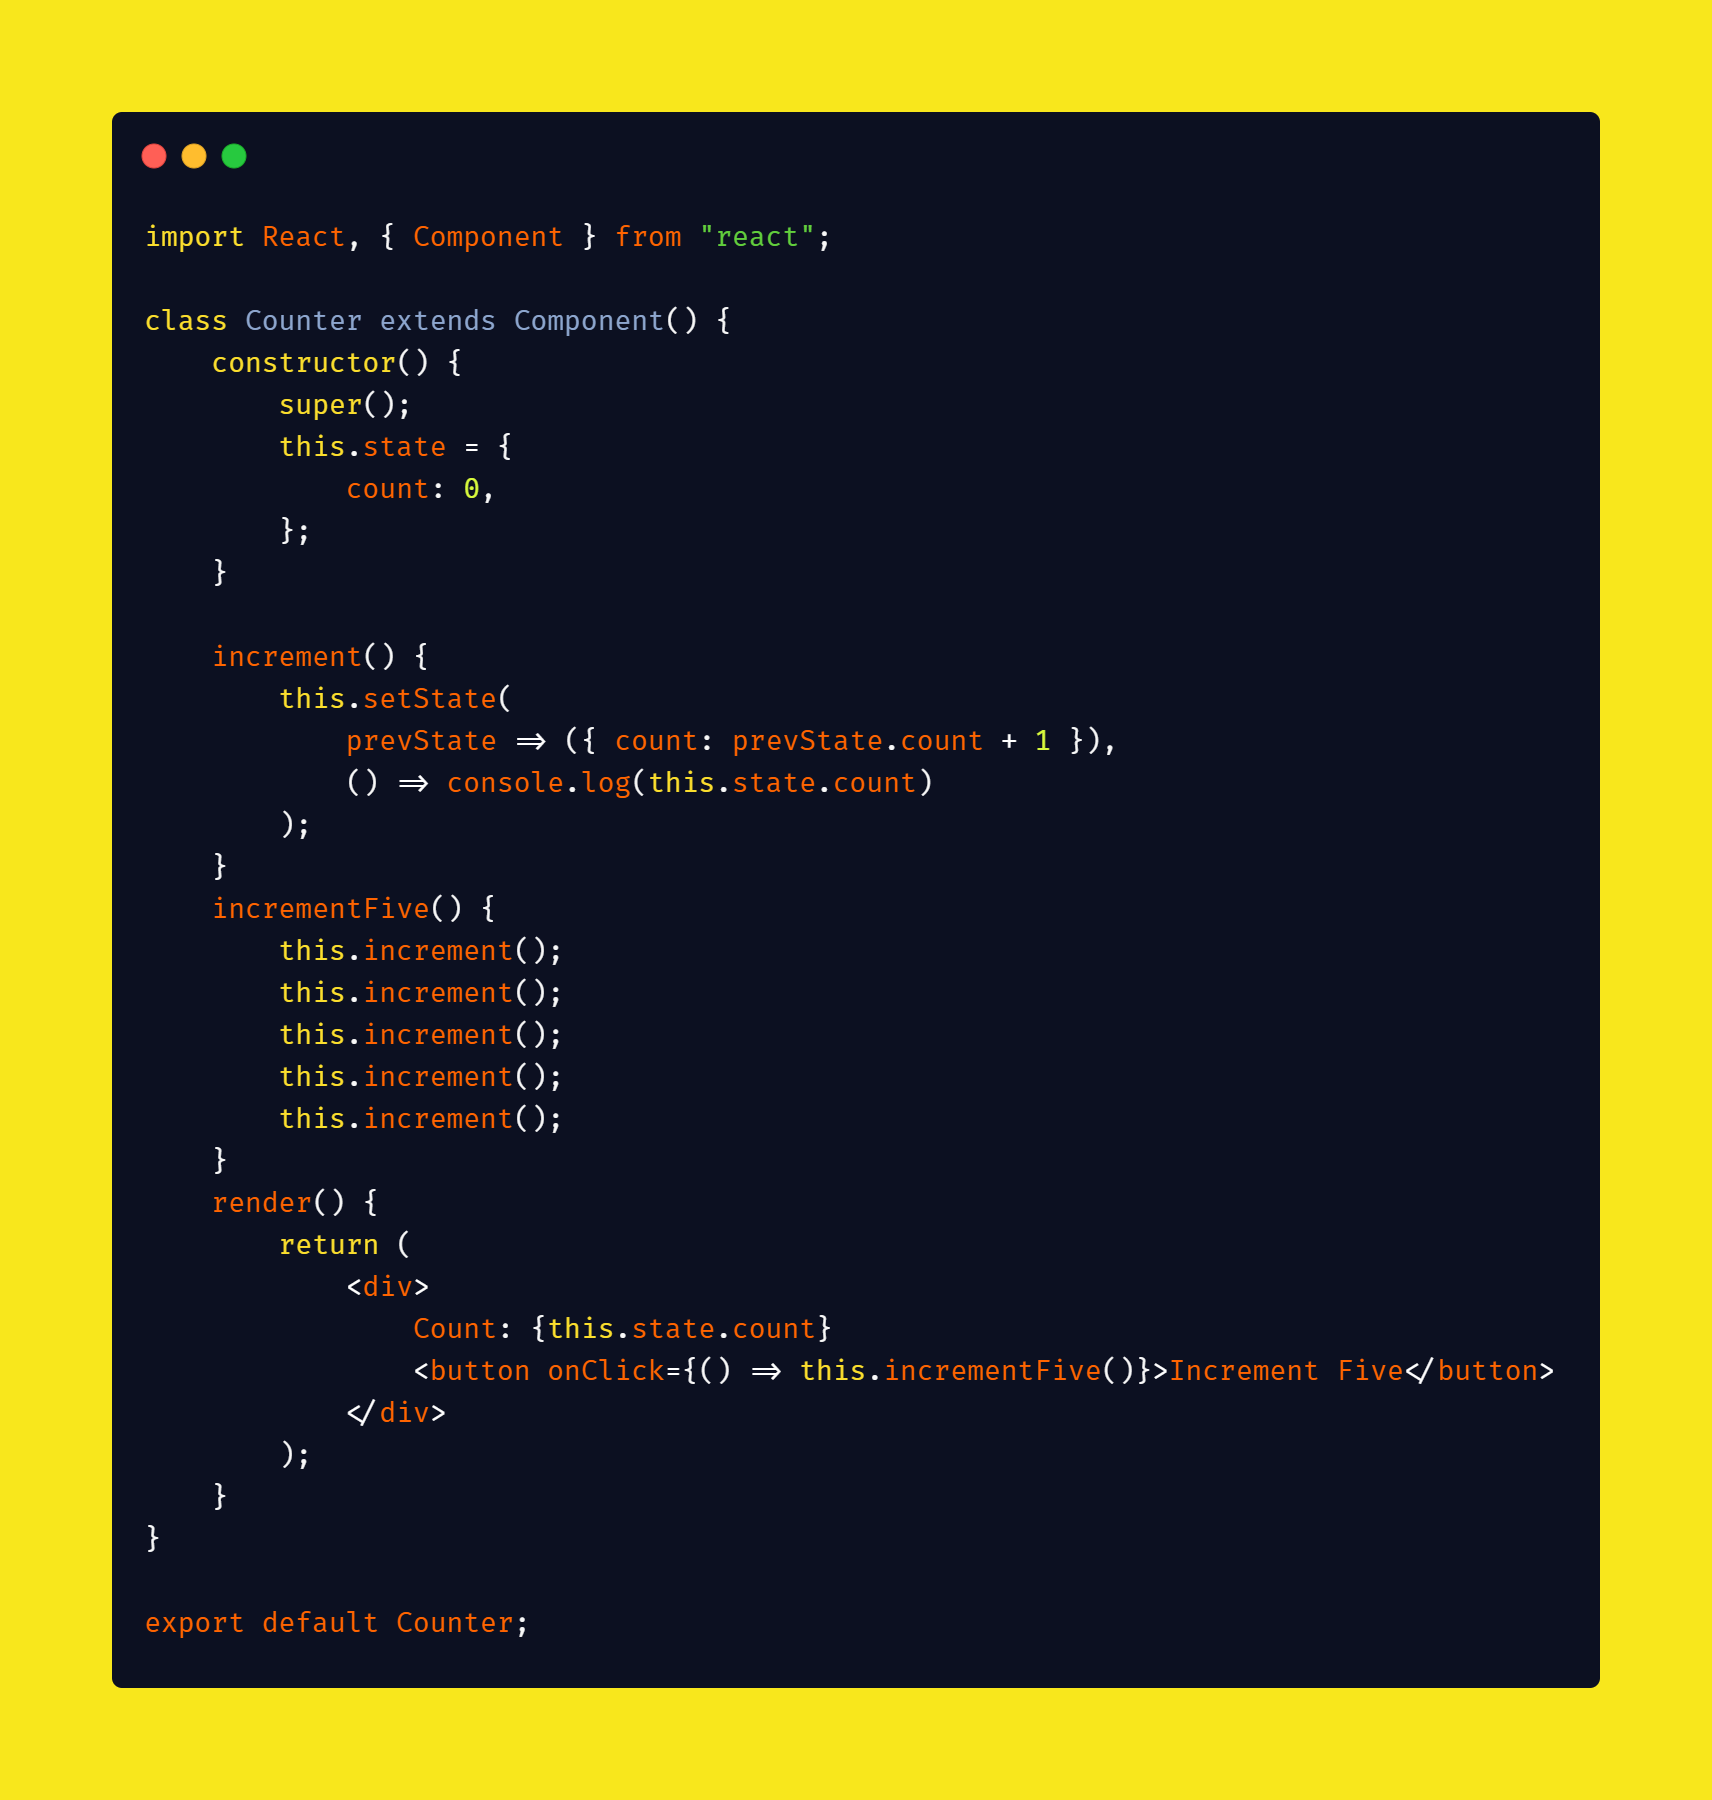 import React, { Component } from "react";

class Counter extends Component() {
    constructor() {
        super();
        this.state = {
            count: 0,
        };
    }

    increment() {
        this.setState(
            prevState => ({ count: prevState.count + 1 }),
            () => console.log(this.state.count)
        );
    }
    incrementFive() {
        this.increment();
        this.increment();
        this.increment();
        this.increment();
        this.increment();
    }
    render() {
        return (
            <div>
                Count: {this.state.count}
                <button onClick={() => this.incrementFive()}>Increment Five</button>
            </div>
        );
    }
}

export default Counter;